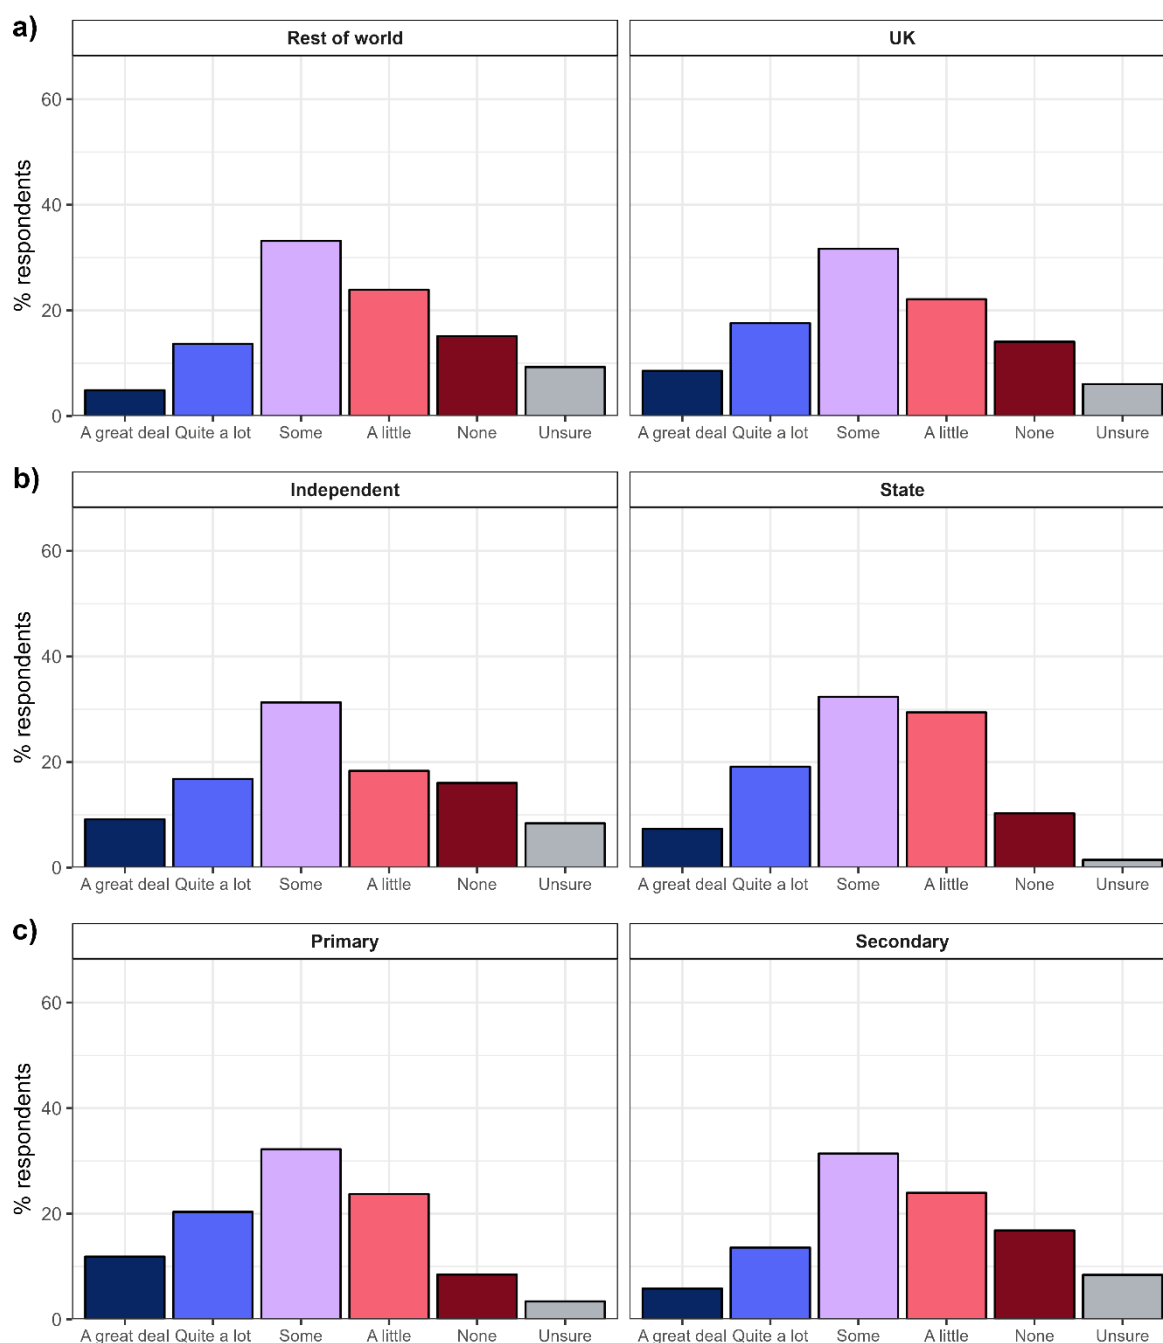 a)
Rest of world
UK
% respondents
60
40
20
0
A great deal Quite a lot Some A little None Unsure
A great deal Quite a lot Some A little None Unsure
b)
Independent
State
% respondents
60
40
20
0
A great deal Quite a lot Some A little None Unsure
A great deal Quite a lot Some A little None Unsure
c)
Primary
Secondary
% respondents
60
40
20
0
A great deal Quite a lot Some A little None Unsure
A great deal Quite a lot Some A little None Unsure